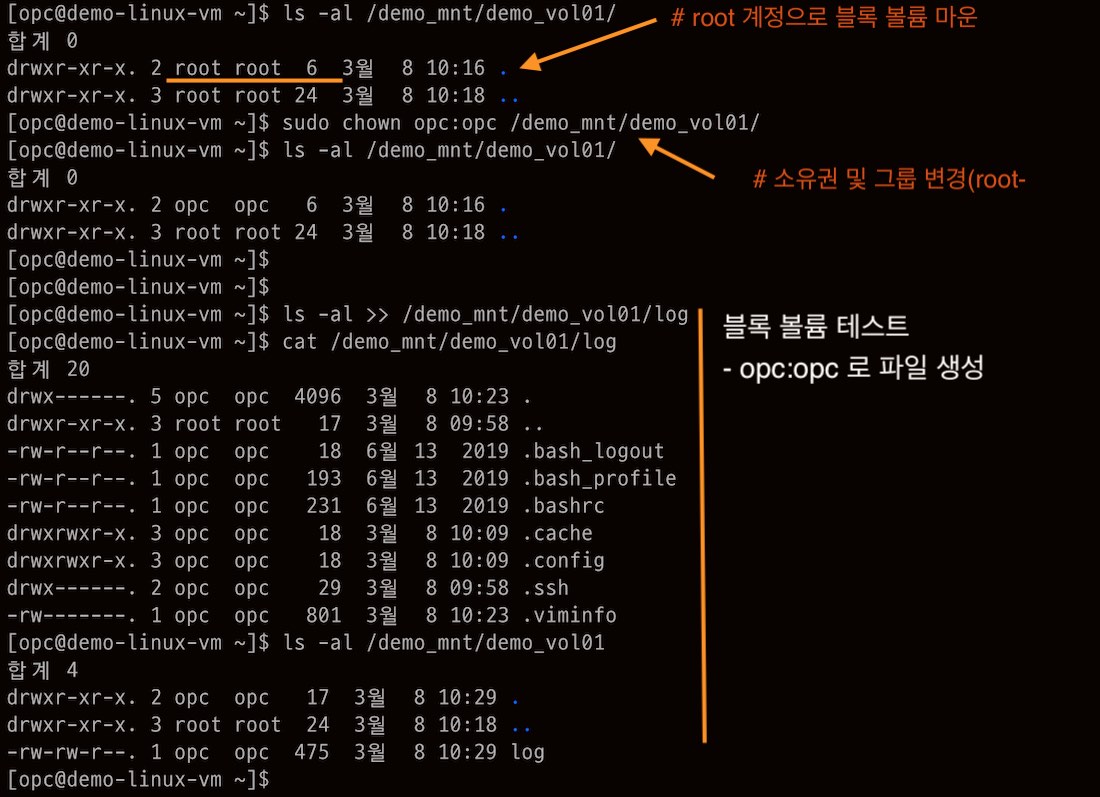 [opc@demo-linux-vm ~]$ ls -al /demo_mnt/demo_vol01/
# root 계정으로 블록 볼륨 마운
합계 0
drwxr-xr-x. 2 root root  6  3월  8 10:16 .
drwxr-xr-x. 3 root root 24  3월  8 10:18 ..
[opc@demo-linux-vm ~]$ sudo chown opc:opc /demo_mnt/demo_vol01/
[opc@demo-linux-vm ~]$ ls -al /demo_mnt/demo_vol01/
# 소유권 및 그룹 변경(root-
합계 0
drwxr-xr-x. 2 opc  opc   6  3월  8 10:16 .
drwxr-xr-x. 3 root root 24  3월  8 10:18 ..
[opc@demo-linux-vm ~]$
[opc@demo-linux-vm ~]$
[opc@demo-linux-vm ~]$ ls -al >> /demo_mnt/demo_vol01/log
[opc@demo-linux-vm ~]$ cat /demo_mnt/demo_vol01/log
합계 20
drwx------. 5 opc  opc  4096  3월  8 10:23 .
drwxr-xr-x. 3 root root   17  3월  8 09:58 ..
-rw-r--r--. 1 opc  opc    18  6월 13  2019 .bash_logout
-rw-r--r--. 1 opc  opc   193  6월 13  2019 .bash_profile
-rw-r--r--. 1 opc  opc   231  6월 13  2019 .bashrc
drwxrwxr-x. 3 opc  opc    18  3월  8 10:09 .cache
drwxrwxr-x. 3 opc  opc    18  3월  8 10:09 .config
drwx------. 2 opc  opc    29  3월  8 09:58 .ssh
-rw-------. 1 opc  opc   801  3월  8 10:23 .viminfo
[opc@demo-linux-vm ~]$ ls -al /demo_mnt/demo_vol01
합계 4
drwxr-xr-x. 2 opc  opc   17  3월  8 10:29 .
drwxr-xr-x. 3 root root  24  3월  8 10:18 ..
-rw-rw-r--. 1 opc  opc  475  3월  8 10:29 log
[opc@demo-linux-vm ~]$
블록 볼륨 테스트
- opc:opc 로 파일 생성